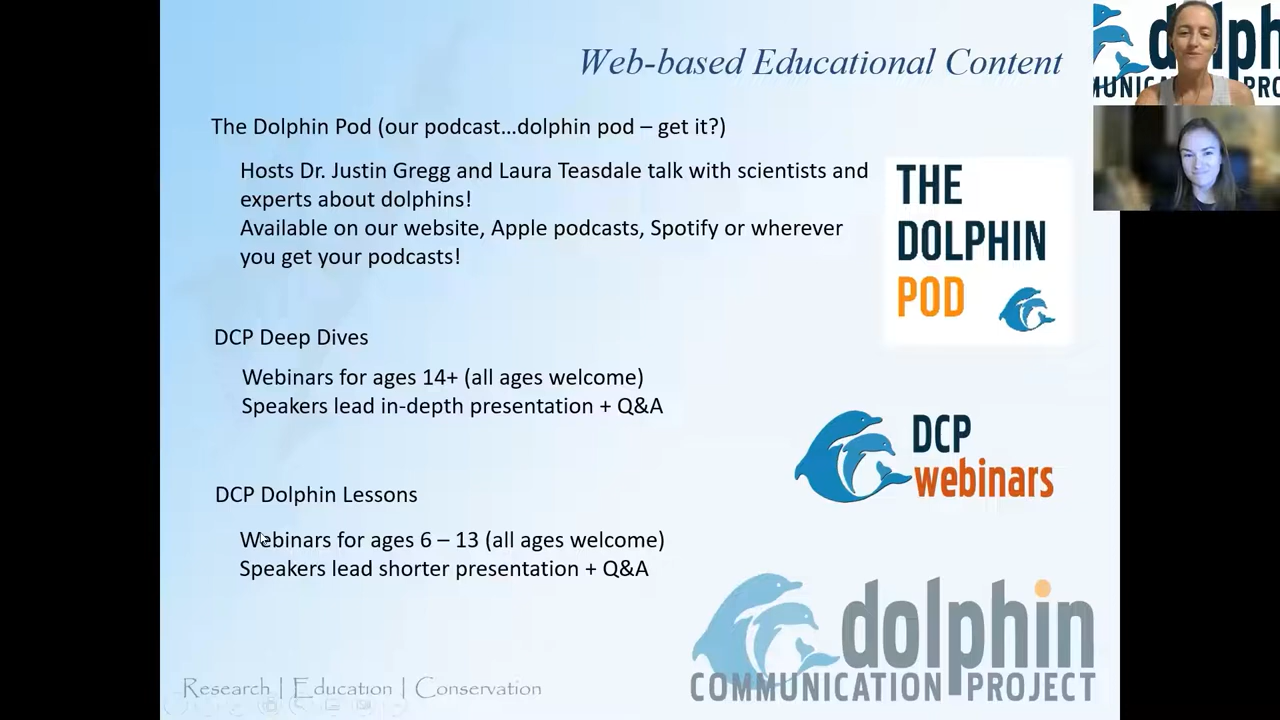 Web-based Educational Content
The Dolphin Pod (our podcast...dolphin pod – get it?)
Hosts Dr. Justin Gregg and Laura Teasdale talk with scientists and
experts about dolphins!
Available on our website, Apple podcasts, Spotify or wherever
you get your podcasts!
THE
DOLPHIN
POD
DCP Deep Dives
Webinars for ages 14+ (all ages welcome)
Speakers lead in-depth presentation + Q&A
DCP
webinars
DCP Dolphin Lessons
Webinars for ages 6 – 13 (all ages welcome)
Speakers lead shorter presentation + Q&A
dolphin
COMMUNICATION PROJECT
Research | Education | Conservation